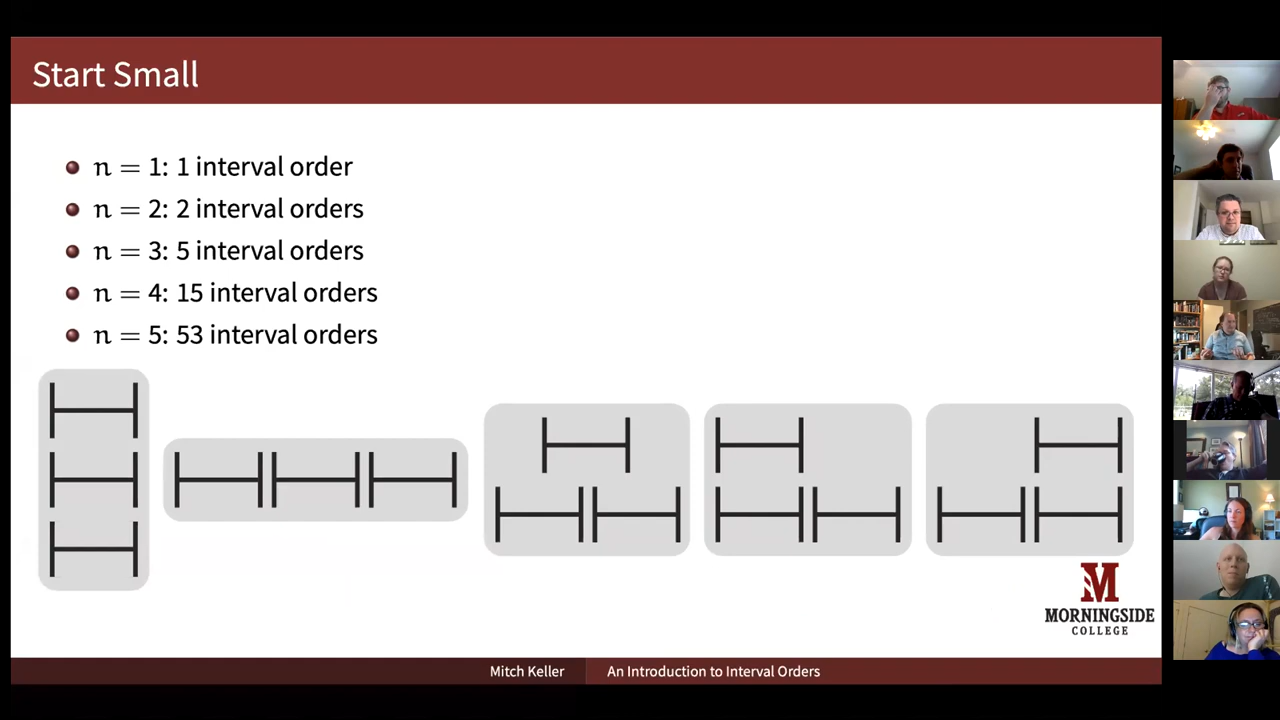 Start Small
n = 1: 1 interval order
n = 2: 2 interval orders
n = 3: 5 interval orders
n = 4: 15 interval orders
n = 5: 53 interval orders
M
MORNINGSIDE
COLLEGE
Mitch Keller An Introduction to Interval Orders